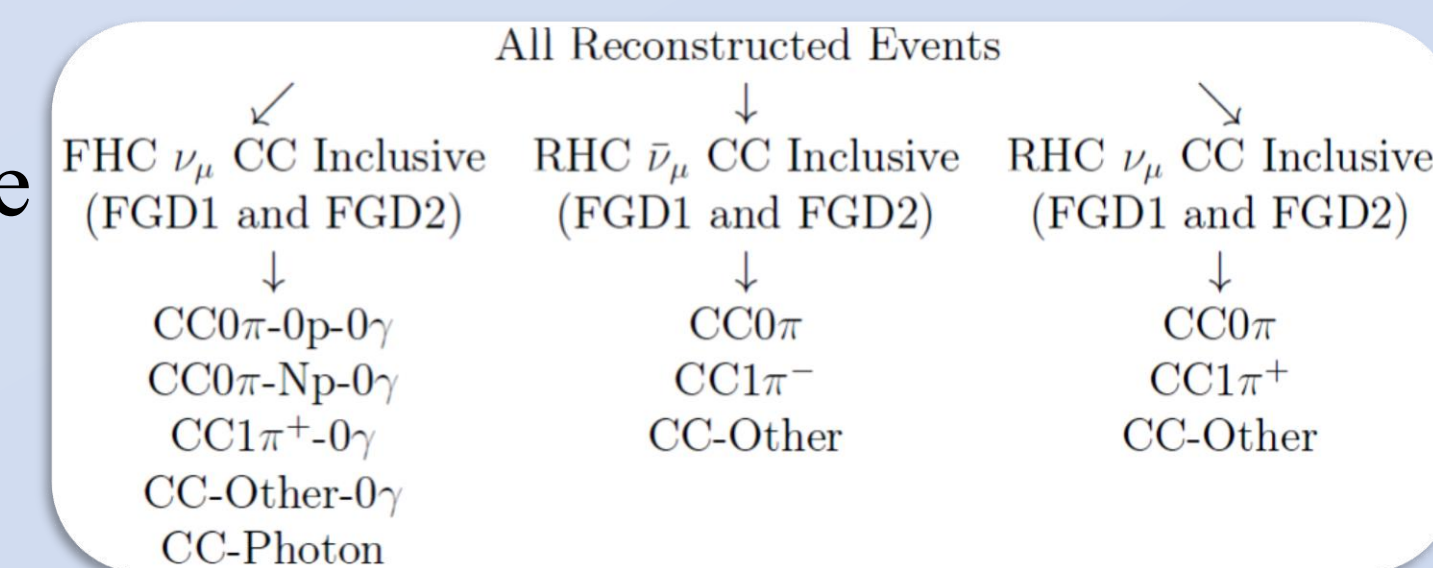 All Reconstructed Events
↙ ↓ ↘
FHC νμ CC Inclusive RHC ν̄μ CC Inclusive RHC νμ CC Inclusive
(FGD1 and FGD2) (FGD1 and FGD2) (FGD1 and FGD2)
↓ ↓ ↓
CC0π-0p-0γ CC0π CC0π
CC0π-Np-0γ CC1π⁻ CC1π⁺
CC1π⁺-0γ CC-Other CC-Other
CC-Other-0γ
CC-Photon